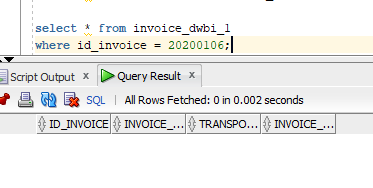 select * from invoice_dwbi_1
where id_invoice = 20200106;
Script Output x Query Result x
SQL | All Rows Fetched: 0 in 0.002 seconds
ID_INVOICE INVOICE_... TRANSPO... INVOICE_...